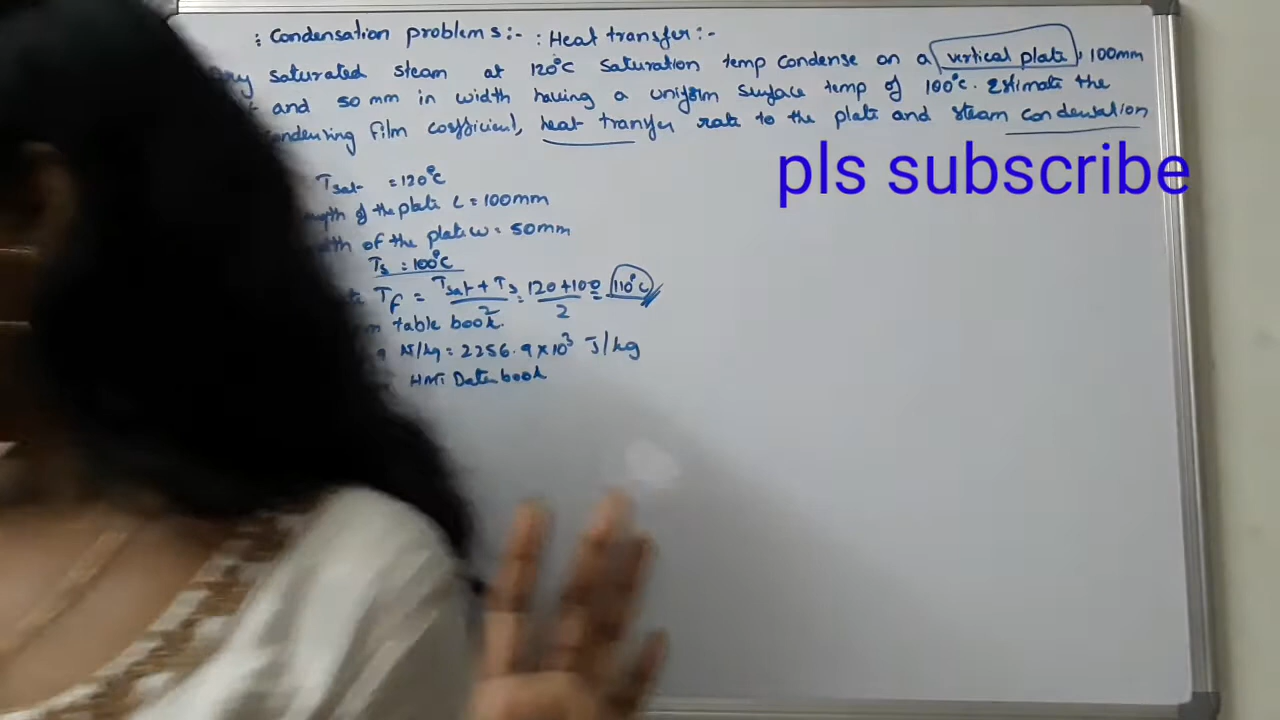 : Condensation problems:- : Heat transfer:-
saturated steam at 120°C saturation temp condense on a vertical plate, 100mm
and 50 mm in width having a uniform surface temp of 100°C. Estimate the
film coefficient, heat transfer rate to the plate and steam condensation
pls subscribe
Tsat = 120°C
of the plate L = 100mm
of the plate w = 50mm
Ts = 100°C
Tf = Tsat + Ts / 2 = 120+100 / 2 = 110°C
table book.
KJ/kg = 2256.9 x 10³ J/kg
HMT Data book